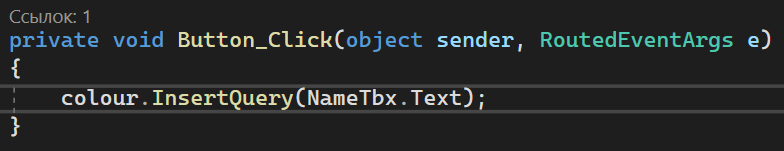 Ссылок: 1
private void Button_Click(object sender, RoutedEventArgs e)
{
colour.InsertQuery(NameTbx.Text);
}